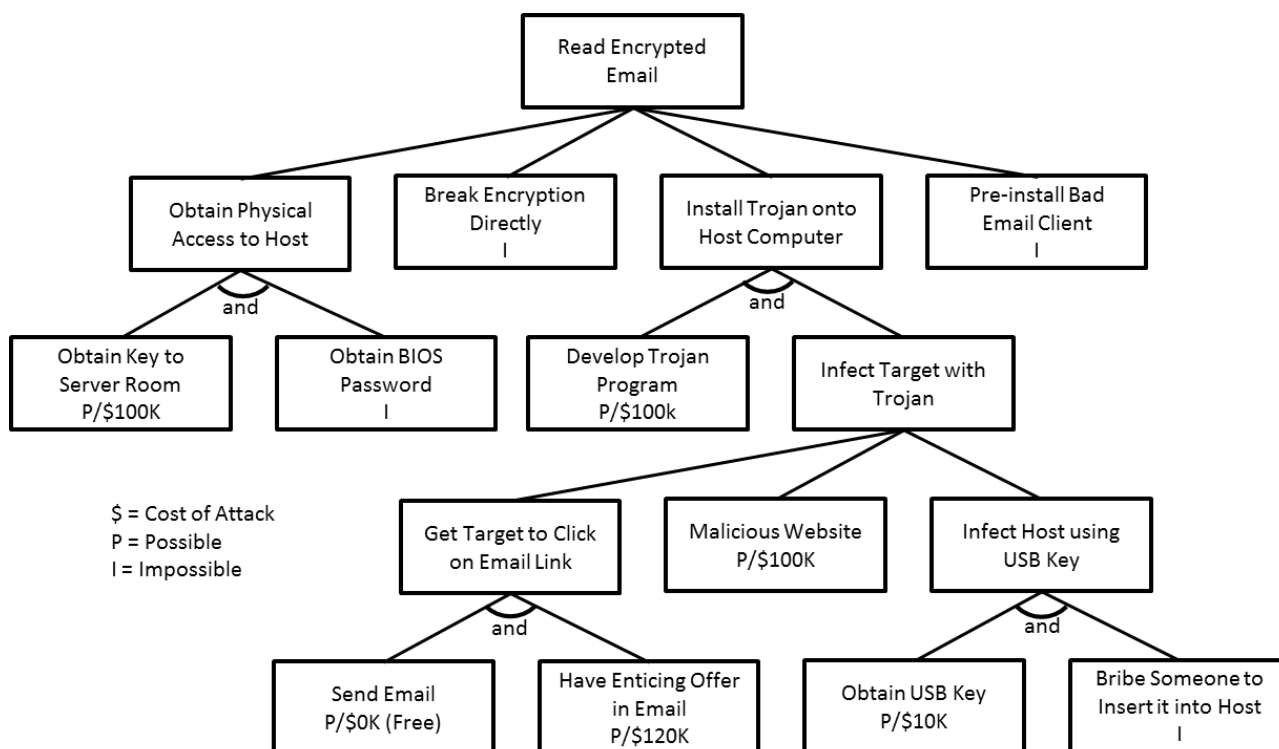 Read Encrypted
Email
Obtain Physical
Access to Host
Break Encryption
Directly
I
Install Trojan onto
Host Computer
Pre-install Bad
Email Client
I
and
and
Obtain Key to
Server Room
P/$100K
Obtain BIOS
Password
I
Develop Trojan
Program
P/$100k
Infect Target with
Trojan
$ = Cost of Attack
P = Possible
I = Impossible
Get Target to Click
on Email Link
Malicious Website
P/$100K
Infect Host using
USB Key
and
and
Send Email
P/$0K (Free)
Have Enticing Offer
in Email
P/$120K
Obtain USB Key
P/$10K
Bribe Someone to
Insert it into Host
I